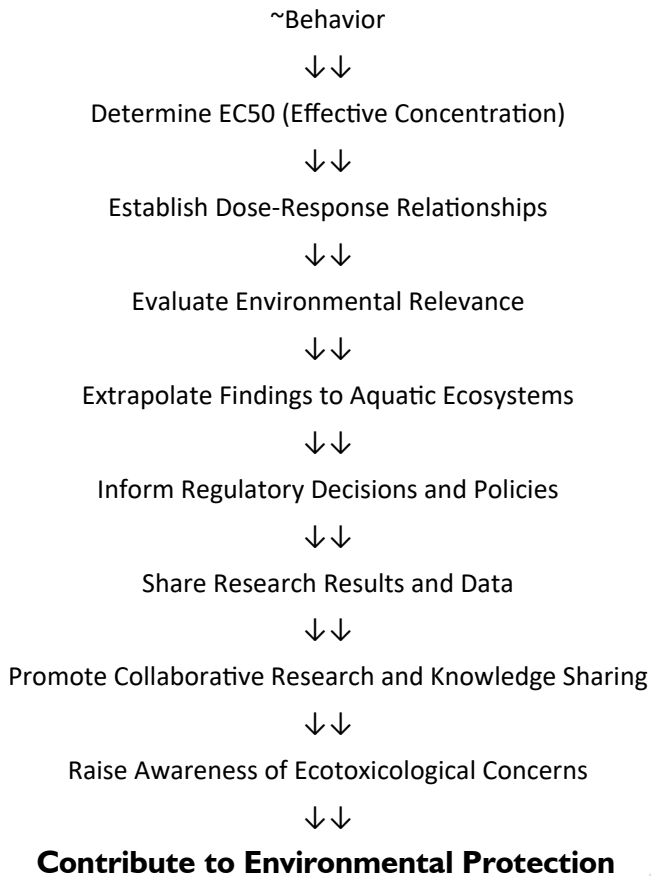 ~Behavior
↓↓
Determine EC50 (Effective Concentration)
↓↓
Establish Dose-Response Relationships
↓↓
Evaluate Environmental Relevance
↓↓
Extrapolate Findings to Aquatic Ecosystems
↓↓
Inform Regulatory Decisions and Policies
↓↓
Share Research Results and Data
↓↓
Promote Collaborative Research and Knowledge Sharing
↓↓
Raise Awareness of Ecotoxicological Concerns
↓↓
Contribute to Environmental Protection